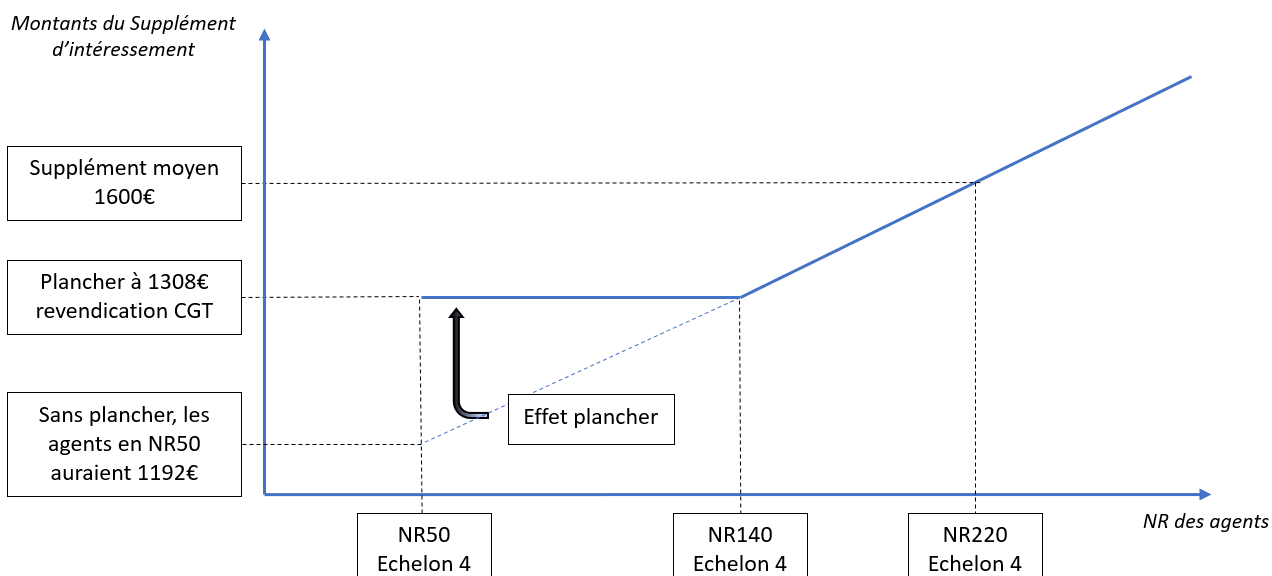 Montants du Supplément
d’intéressement
Supplément moyen
1600€
Plancher à 1308€
revendication CGT
Sans plancher, les
agents en NR50
auraient 1192€
Effet plancher
NR des agents
NR50
Echelon 4
NR140
Echelon 4
NR220
Echelon 4